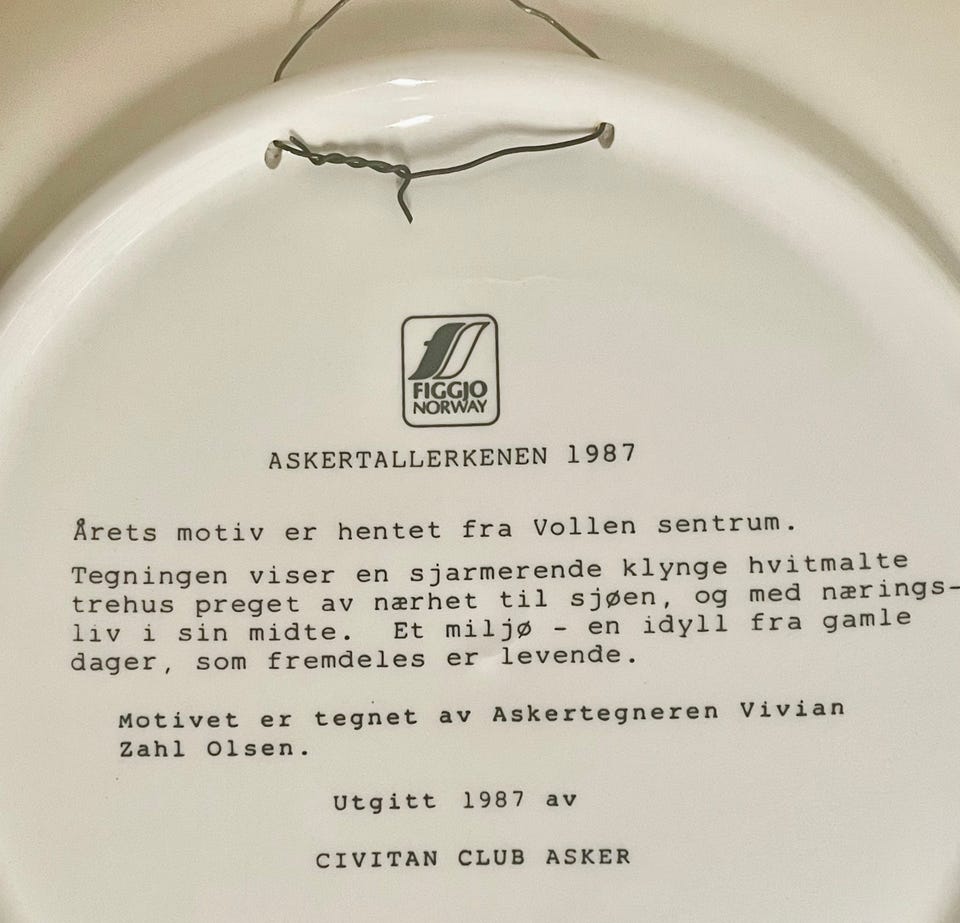 FIGGJO
NORWAY
ASKERTALLERKENEN 1987
Årets motiv er hentet fra Vollen sentrum.
Tegningen viser en sjarmerende klynge hvitmalte
trehus preget av nærhet til sjøen, og med nærings-
liv i sin midte. Et miljø - en idyll fra gamle
dager, som fremdeles er levende.
Motivet er tegnet av Askertegneren Vivian
Zahl Olsen.
Utgitt 1987 av
CIVITAN CLUB ASKER